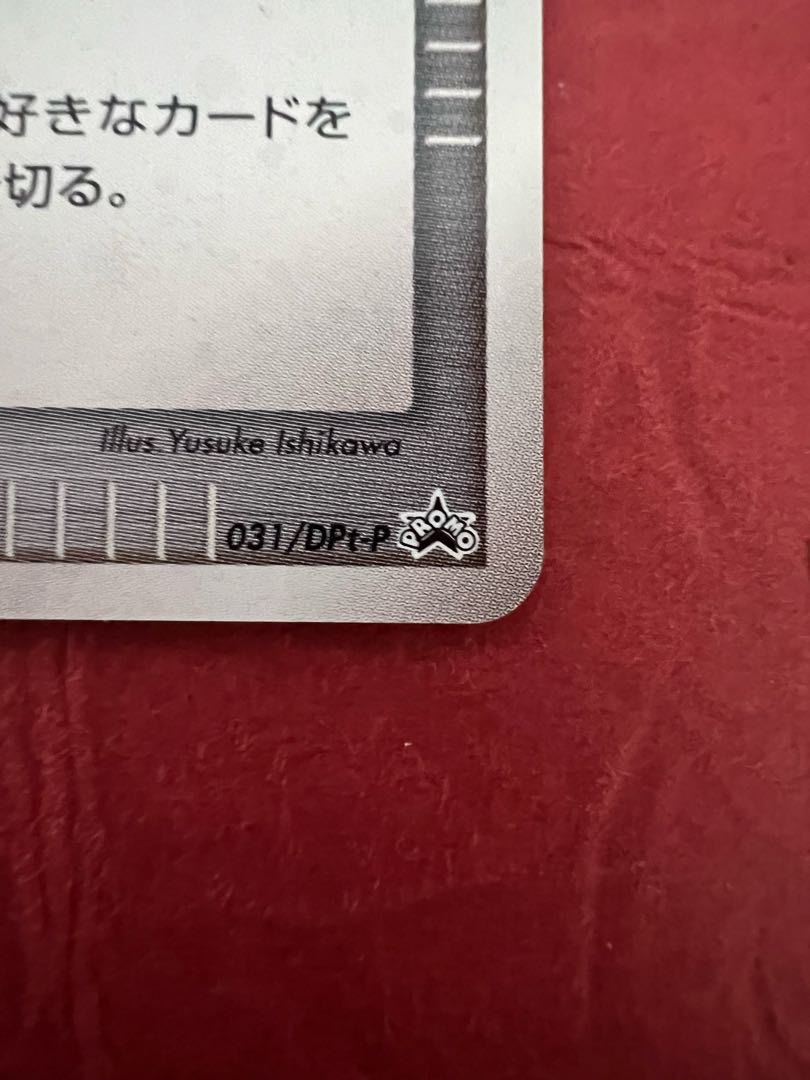 好きなカードを
切る。
Illus. Yusuke Ishikawa
031/DPt-P PROMO